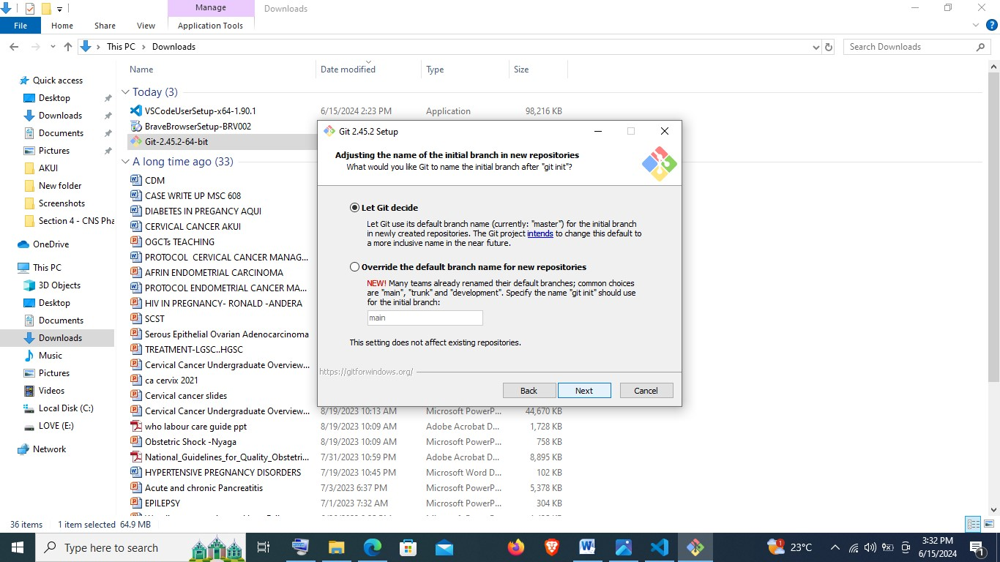 Manage
Downloads
File
Home
Share
View
Application Tools
This PC
Downloads
Search Downloads
Name
Date modified
Type
Size
Quick access
Desktop
Downloads
Documents
Pictures
AKUI
New folder
Screenshots
Section 4 - CNS Pha
OneDrive
This PC
3D Objects
Desktop
Documents
Downloads
Music
Pictures
Videos
Local Disk (C:)
LOVE (E:)
Network
Today (3)
VSCodeUserSetup-x64-1.90.1 6/15/2024 2:23 PM Application 98,216 KB
BraveBrowserSetup-BRV002
Git-2.45.2-64-bit
A long time ago (33)
CDM
CASE WRITE UP MSC 608
DIABETES IN PREGANCY AQUI
CERVICAL CANCER AKUI
OGCTs TEACHING
PROTOCOL CERVICAL CANCER MANAG...
AFRIN ENDOMETRIAL CARCINOMA
PROTOCOL ENDOMETRIAL CANCER MA...
HIV IN PREGNANCY- RONALD -ANDERA
SCST
Serous Epithelial Ovarian Adenocarcinoma
TREATMENT-LGSC..HGSC
Cervical Cancer Undergraduate Overview...
ca cervix 2021
Cervical cancer slides
Cervical Cancer Undergraduate Overview... 8/19/2023 10:13 AM Microsoft PowerP... 44,670 KB
who labour care guide ppt 8/19/2023 10:09 AM Adobe Acrobat D... 1,728 KB
Obstetric Shock -Nyaga 8/19/2023 10:09 AM Microsoft PowerP... 758 KB
National_Guidelines_for_Quality_Obstetri... 7/31/2023 10:59 PM Adobe Acrobat D... 8,895 KB
HYPERTENSIVE PREGNANCY DISORDERS 7/19/2023 10:45 PM Microsoft Word D... 102 KB
Acute and chronic Pancreatitis 7/3/2023 6:37 PM Microsoft PowerP... 5,378 KB
EPILEPSY 7/1/2023 7:32 AM Microsoft PowerP... 304 KB
Git 2.45.2 Setup
Adjusting the name of the initial branch in new repositories
What would you like Git to name the initial branch after "git init"?
Let Git decide
Let Git use its default branch name (currently: "master") for the initial branch
in newly created repositories. The Git project intends to change this default to
a more inclusive name in the near future.
Override the default branch name for new repositories
NEW! Many teams already renamed their default branches; common choices
are "main", "trunk" and "development". Specify the name "git init" should use
for the initial branch:
main
This setting does not affect existing repositories.
https://gitforwindows.org/
Back
Next
Cancel
36 items
1 item selected 64.9 MB
Type here to search
1
23°C
3:32 PM
6/15/2024
1